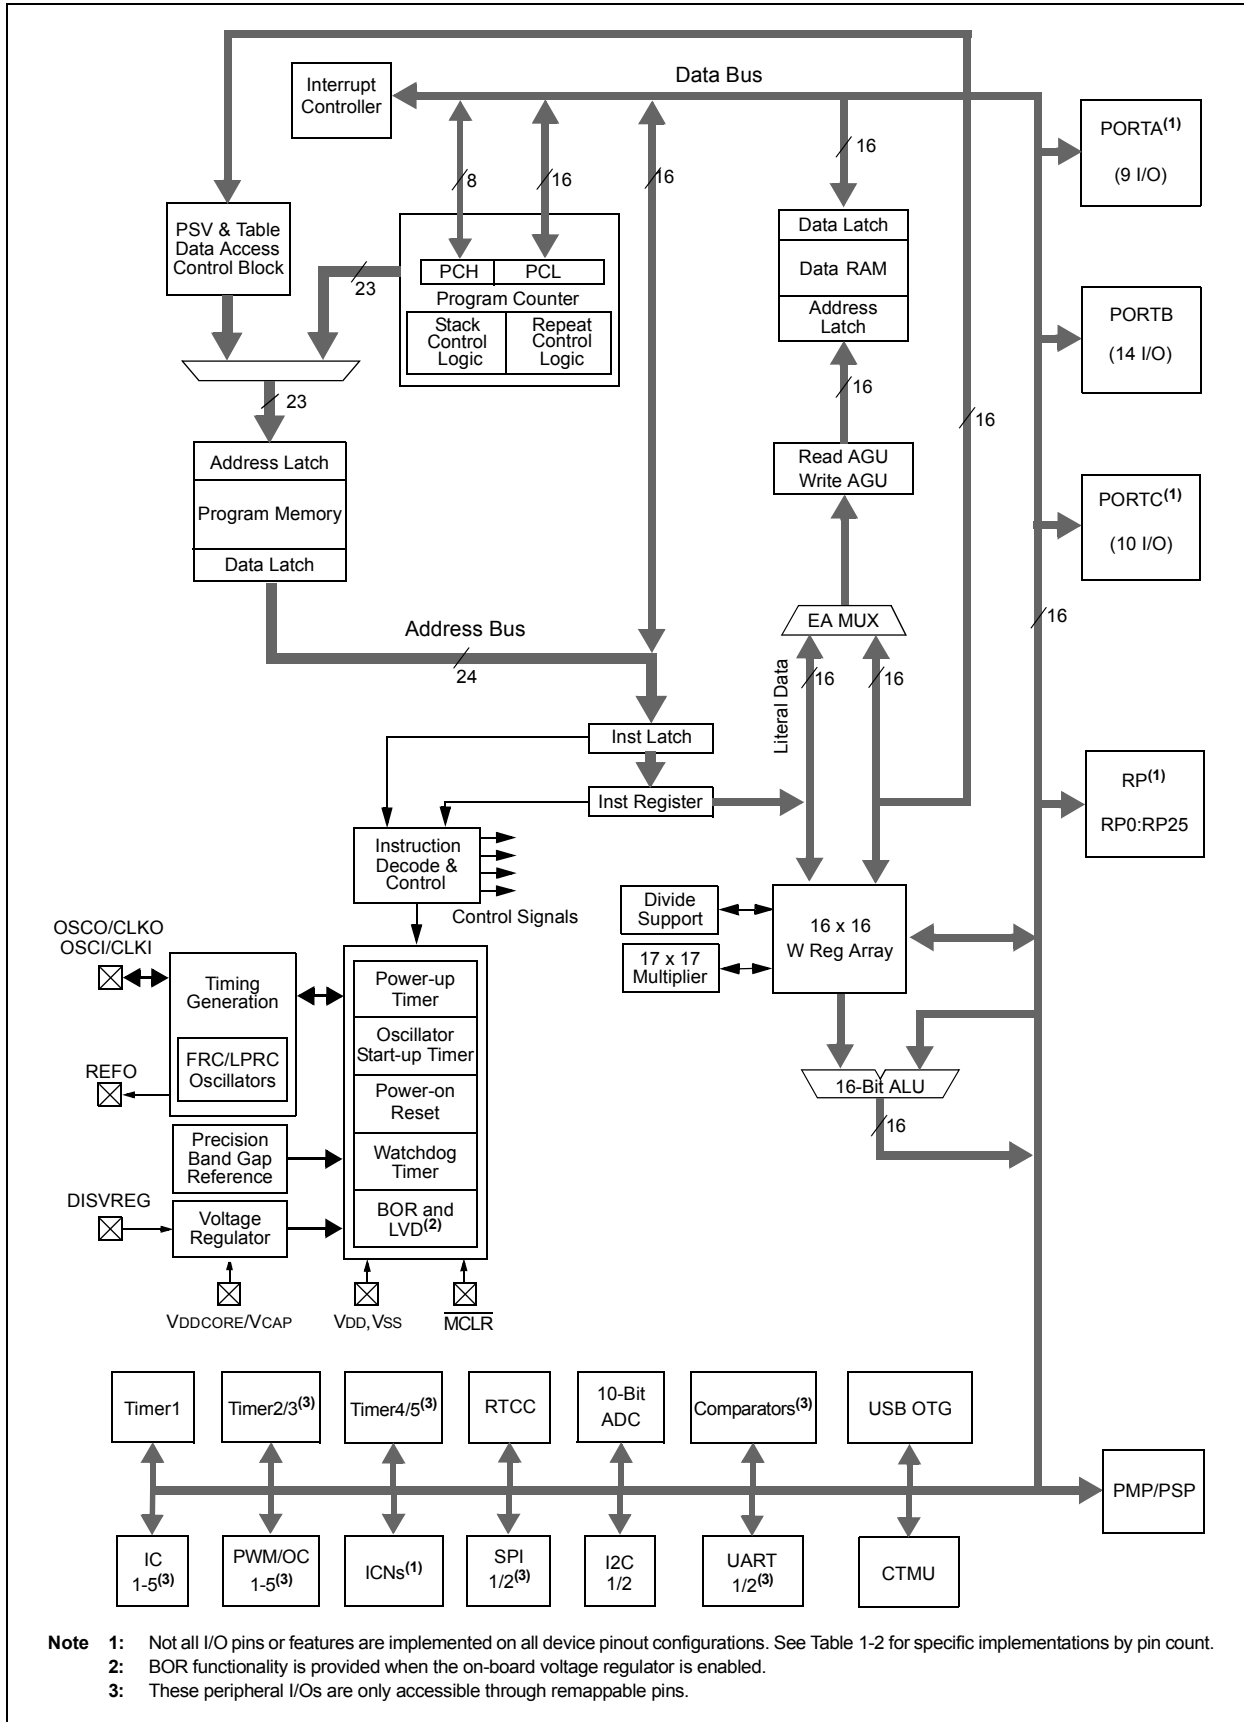 Data Bus
Interrupt
Controller
PORTA(1)
(9 I/O)
16
8
16
16
PSV & Table
Data Access
Control Block
Data Latch
Data RAM
Address
Latch
23
PCH
PCL
Program Counter
Stack
Control
Logic
Repeat
Control
Logic
PORTB
(14 I/O)
16
23
16
Address Latch
Program Memory
Data Latch
Read AGU
Write AGU
PORTC(1)
(10 I/O)
EA MUX
16
Address Bus
24
Literal Data
16
16
Inst Latch
Inst Register
RP(1)
RP0:RP25
Instruction
Decode &
Control
Control Signals
Divide
Support
17 x 17
Multiplier
16 x 16
W Reg Array
OSCO/CLKO
OSCI/CLKI
Timing
Generation
FRC/LPRC
Oscillators
REFO
Power-up
Timer
Oscillator
Start-up Timer
Power-on
Reset
Watchdog
Timer
BOR and
LVD(2)
16-Bit ALU
16
Precision
Band Gap
Reference
DISVREG
Voltage
Regulator
VDDCORE/VCAP
VDD,VSS
MCLR
Timer1
Timer2/3(3)
Timer4/5(3)
RTCC
10-Bit
ADC
Comparators(3)
USB OTG
PMP/PSP
IC
1-5(3)
PWM/OC
1-5(3)
ICNs(1)
SPI
1/2(3)
I2C
1/2
UART
1/2(3)
CTMU
Note 1: Not all I/O pins or features are implemented on all device pinout configurations. See Table 1-2 for specific implementations by pin count.
2: BOR functionality is provided when the on-board voltage regulator is enabled.
3: These peripheral I/Os are only accessible through remappable pins.